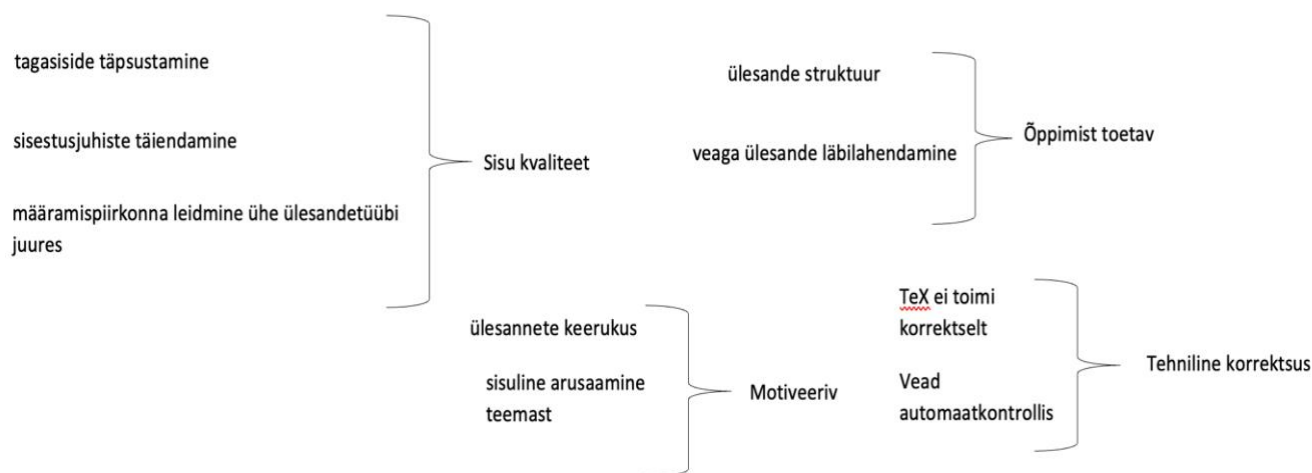 tagasiside täpsustamine
sisestusjuhiste täiendamine
määramispiirkonna leidmine ühe ülesandetüübi
juures
Sisu kvaliteet
ülesande struktuur
veaga ülesande läbilahendamine
Õppimist toetav
ülesannete keerukus
sisuline arusaamine
teemast
Motiveeriv
TeX ei toimi
korrektselt
Vead
automaatkontrollis
Tehniline korrektsus